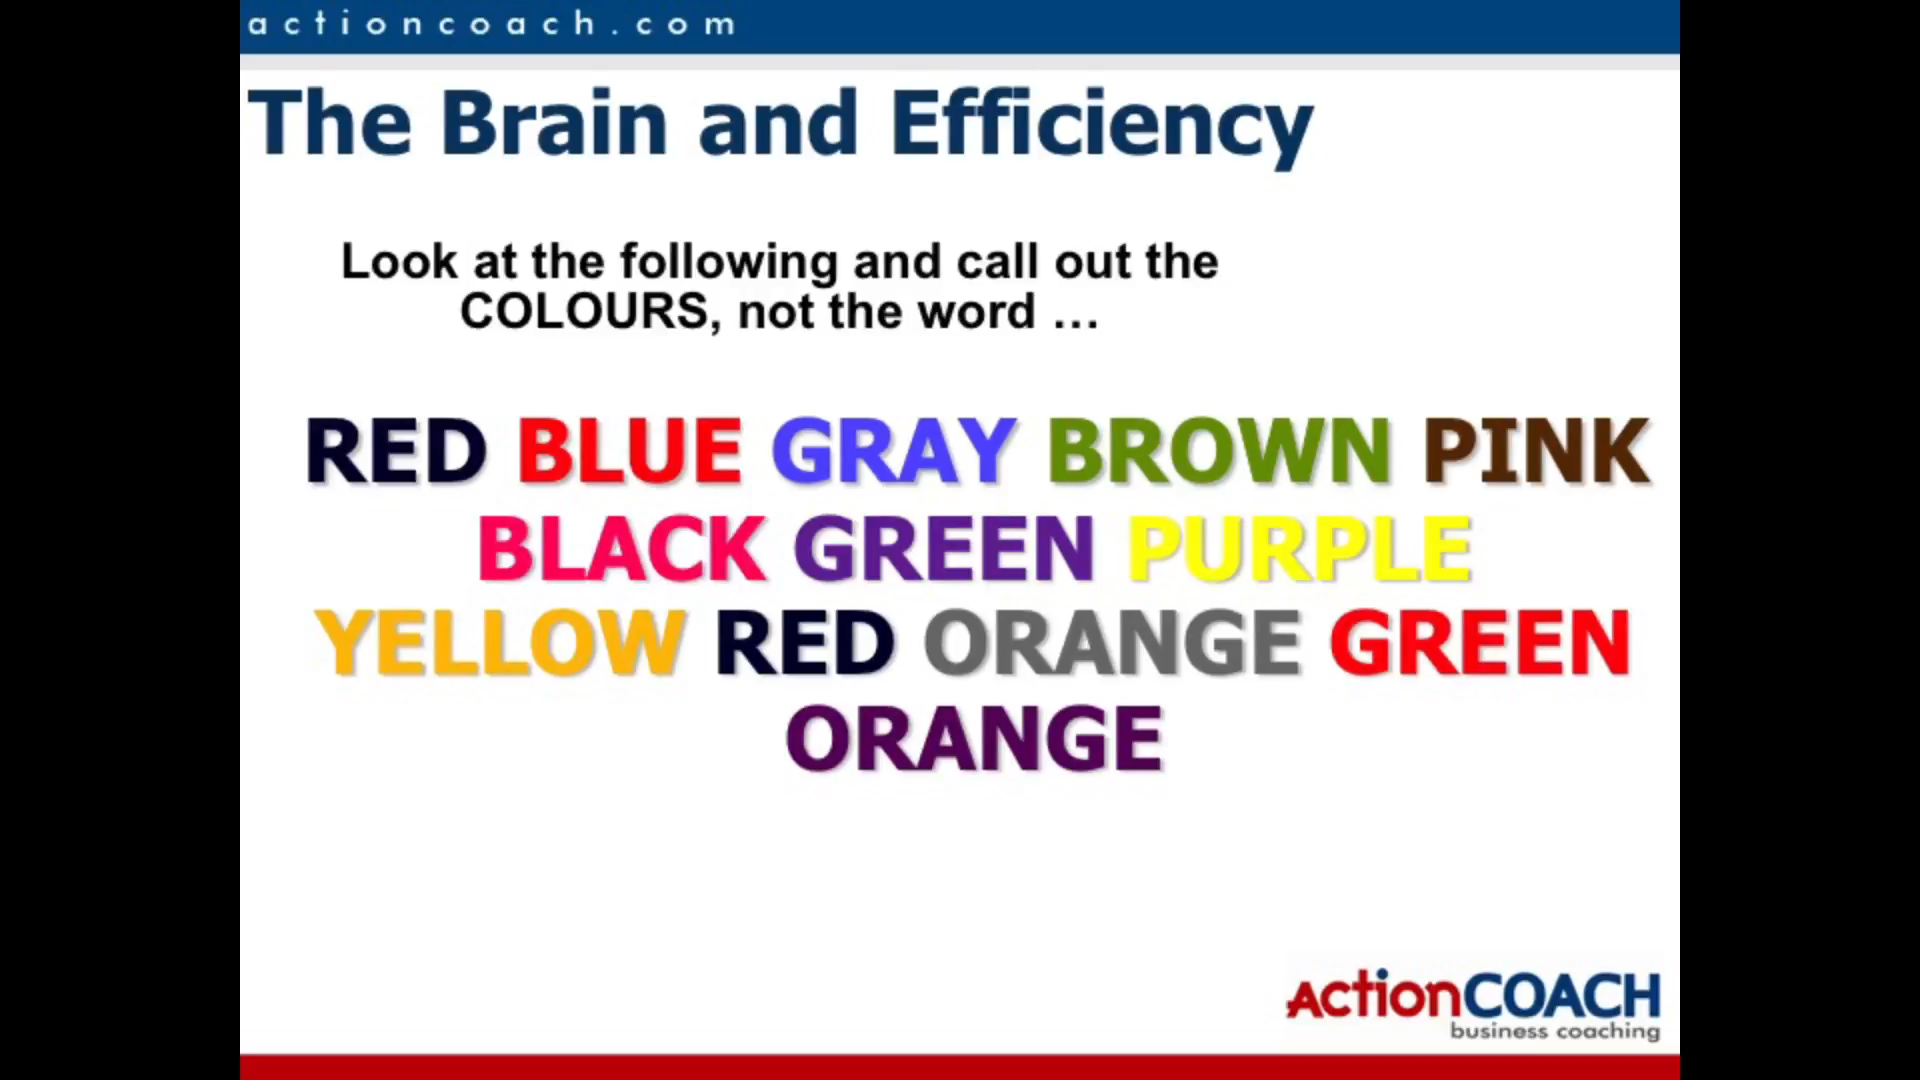 actioncoach.com
The Brain and Efficiency
Look at the following and call out the
COLOURS, not the word …
RED BLUE GRAY BROWN PINK
BLACK GREEN PURPLE
YELLOW RED ORANGE GREEN
ORANGE
ActionCOACH
business coaching